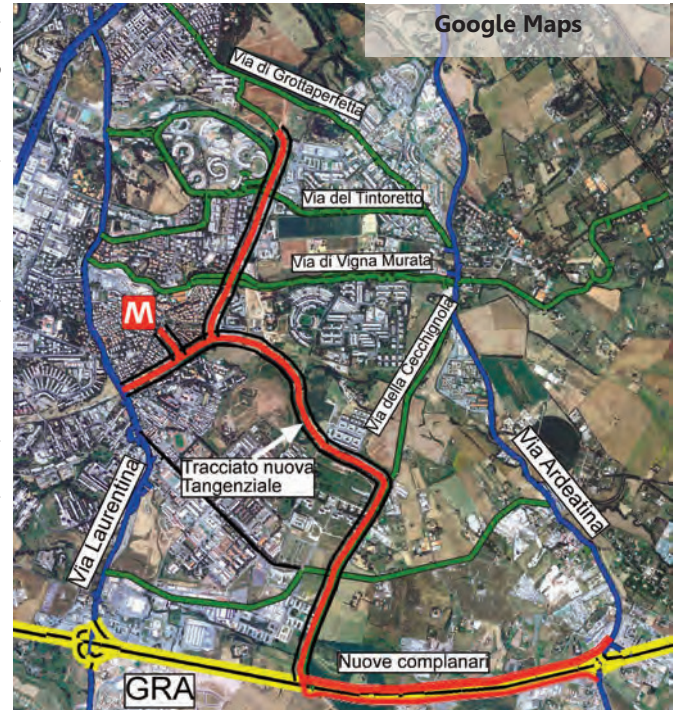 Google Maps
Via di Grottaperfetta
Via del Tintoretto
Via di Vigna Murata
M
Via della Cecchignola
Tracciato nuova
Tangenziale
Via Laurentina
Via Ardeatina
Nuove complanari
GRA